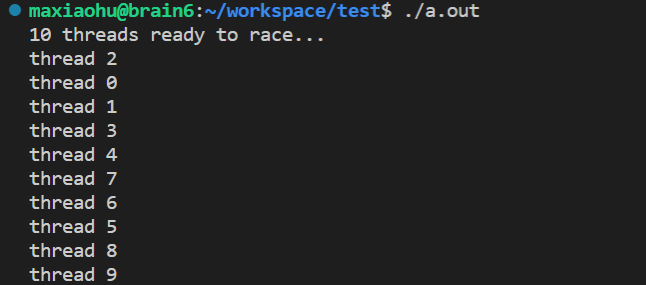 maxiaohu@brain6:~/workspace/test$ ./a.out
10 threads ready to race...
thread 2
thread 0
thread 1
thread 3
thread 4
thread 7
thread 6
thread 5
thread 8
thread 9